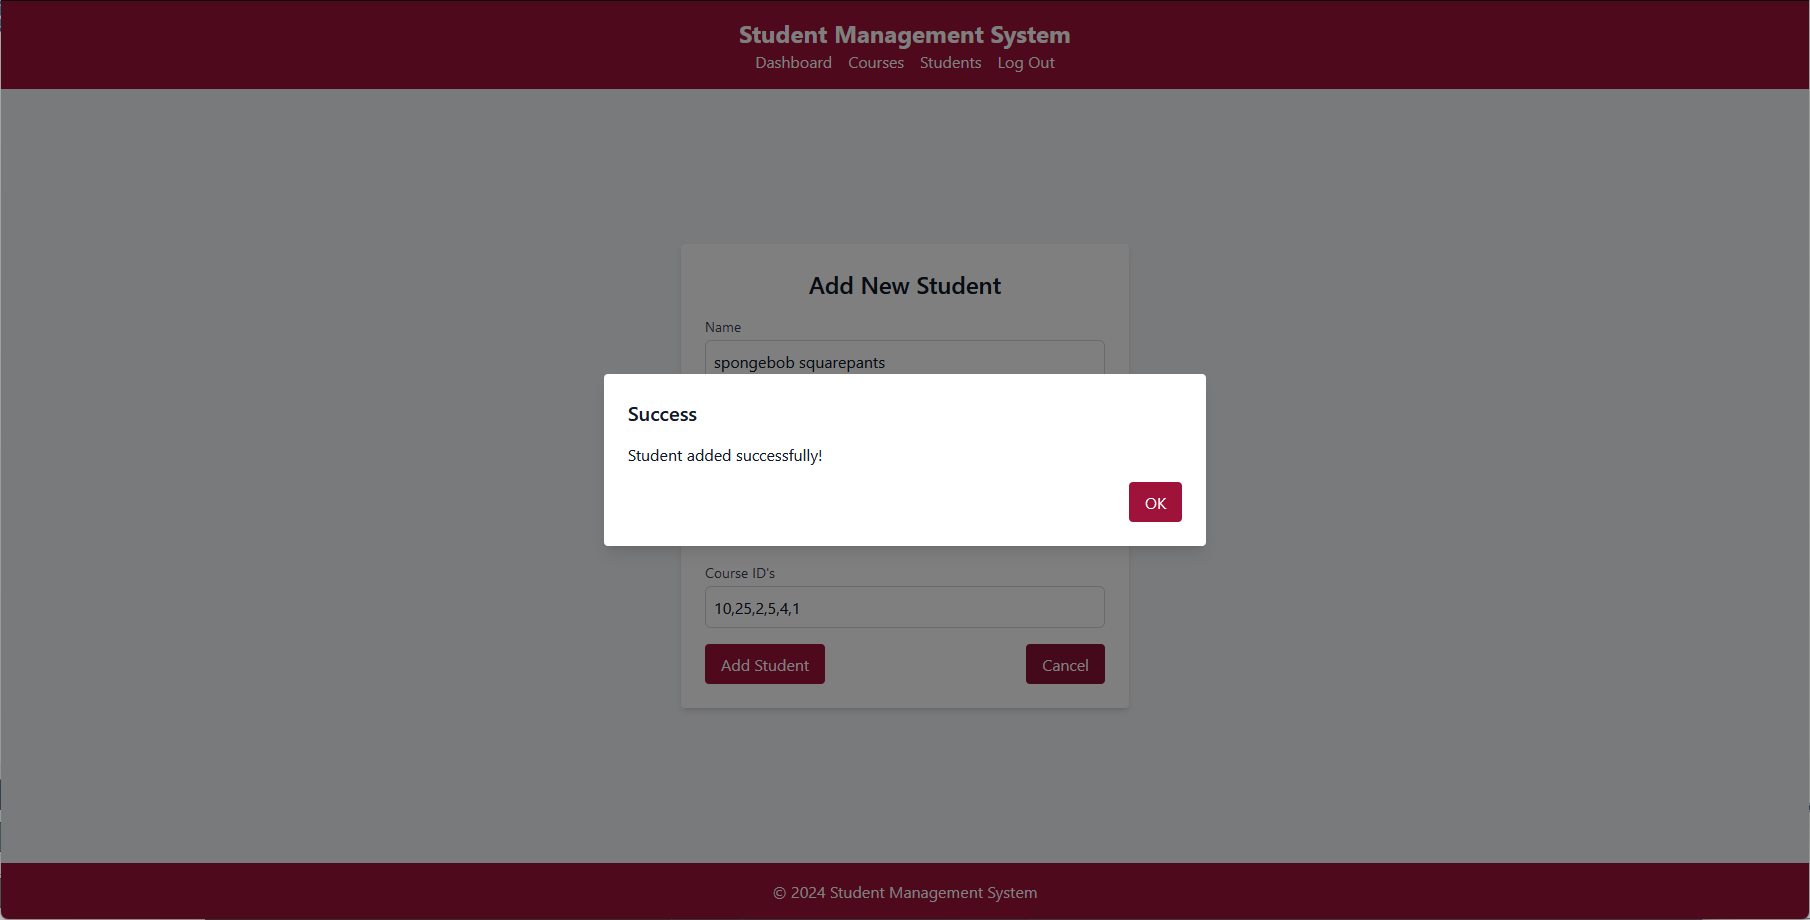 Student Management System
Dashboard Courses Students Log Out
Add New Student
Name
spongebob squarepants
Success
Student added successfully!
OK
Course ID's
10,25,2,5,4,1
Add Student Cancel
© 2024 Student Management System